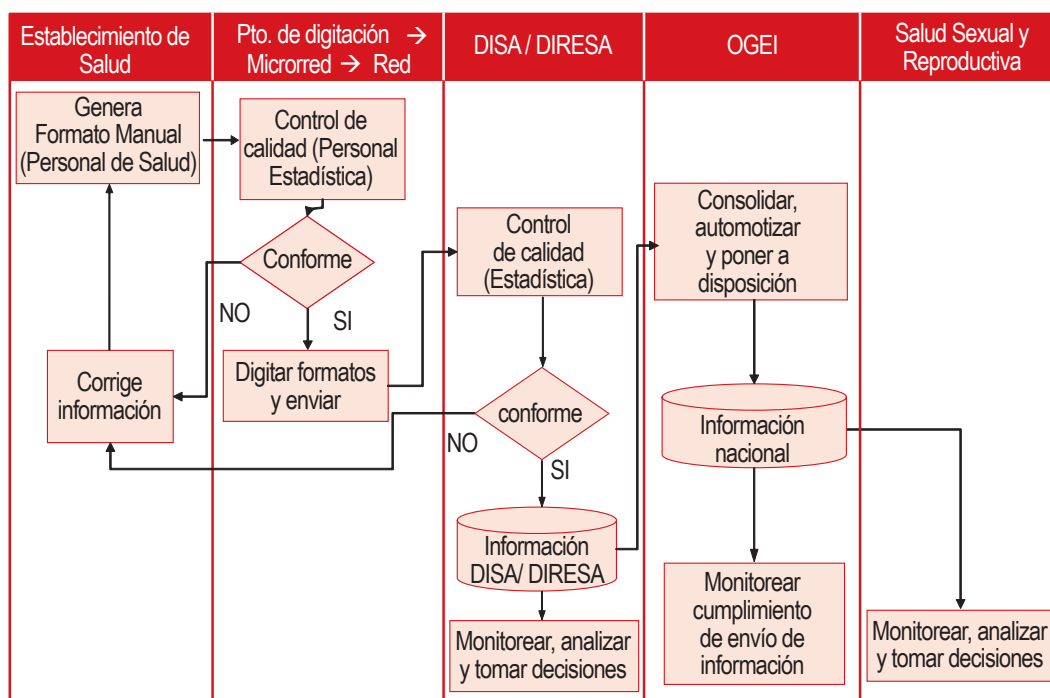 Establecimiento de
Salud
Pto. de digitación →
Microrred → Red
DISA / DIRESA
OGEI
Salud Sexual y
Reproductiva
Genera
Formato Manual
(Personal de Salud)
Control de
calidad (Personal
Estadística)
Conforme
NO
SI
Corrige
información
Digitar formatos
y enviar
Control
de calidad
(Estadística)
conforme
NO
SI
Información
DISA/ DIRESA
Monitorear, analizar
y tomar decisiones
Consolidar,
automotizar
y poner a
disposición
Información
nacional
Monitorear
cumplimiento
de envío de
información
Monitorear, analizar
y tomar decisiones